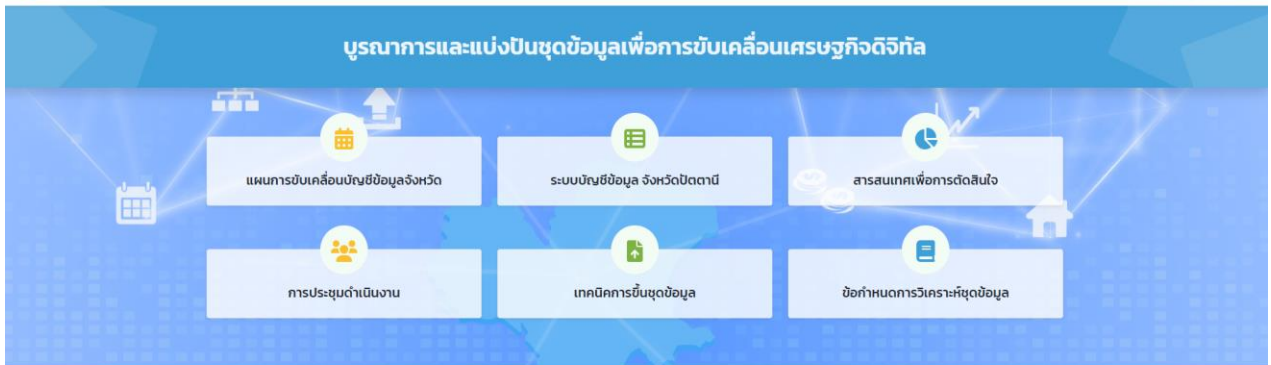 บูรณาการและแบ่งปันชุดข้อมูลเพื่อการขับเคลื่อนเศรษฐกิจดิจิทัล
แผนการขับเคลื่อนบัญชีข้อมูลจังหวัด
ระบบบัญชีข้อมูล จังหวัดปัตตานี
สารสนเทศเพื่อการตัดสินใจ
การประชุมดำเนินงาน
เทคนิคการขึ้นชุดข้อมูล
ข้อกำหนดการวิเคราะห์ชุดข้อมูล